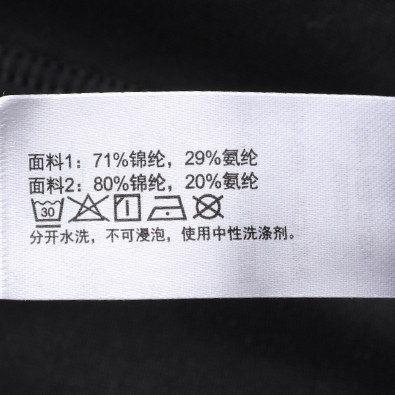 面料1：71%锦纶，29%氨纶
面料2：80%锦纶，20%氨纶
30
分开水洗，不可浸泡，使用中性洗涤剂。